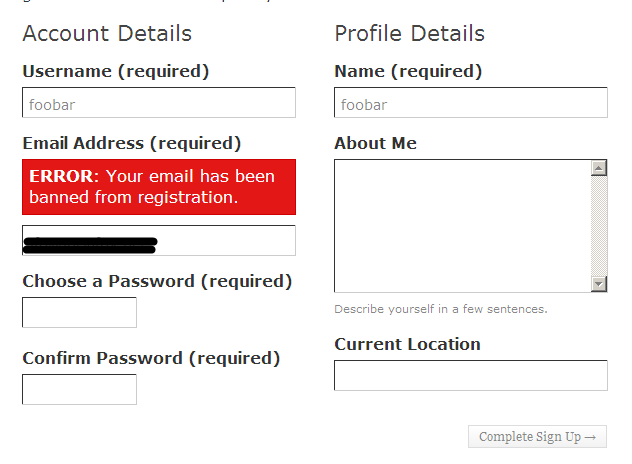 Account Details
Username (required)
foobar
Email Address (required)
ERROR: Your email has been
banned from registration.
Choose a Password (required)
Confirm Password (required)
Profile Details
Name (required)
foobar
About Me
Describe yourself in a few sentences.
Current Location
Complete Sign Up →